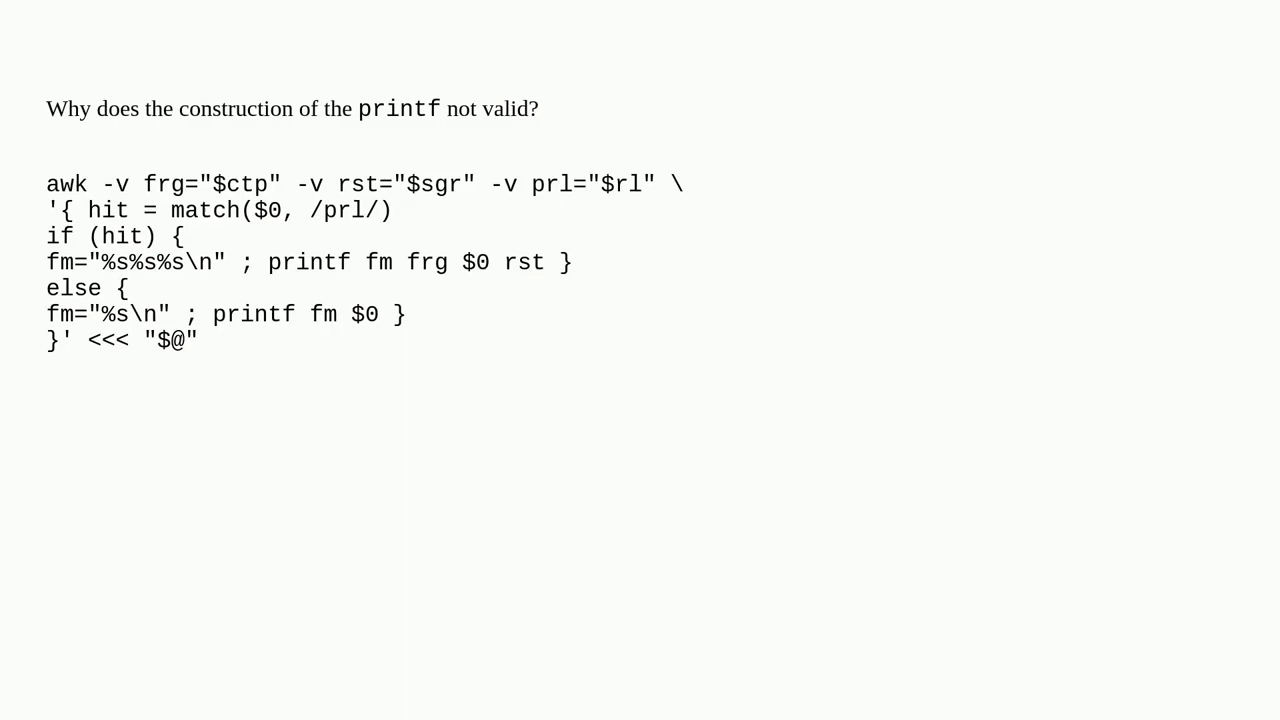 Why does the construction of the printf not valid?
awk -v frg="$ctp" -v rst="$sgr" -v prl="$rl" \
'{ hit = match($0, /prl/)
if (hit) {
fm="%s%s%s\n" ; printf fm frg $0 rst }
else {
fm="%s\n" ; printf fm $0 }
}' <<< "$@"